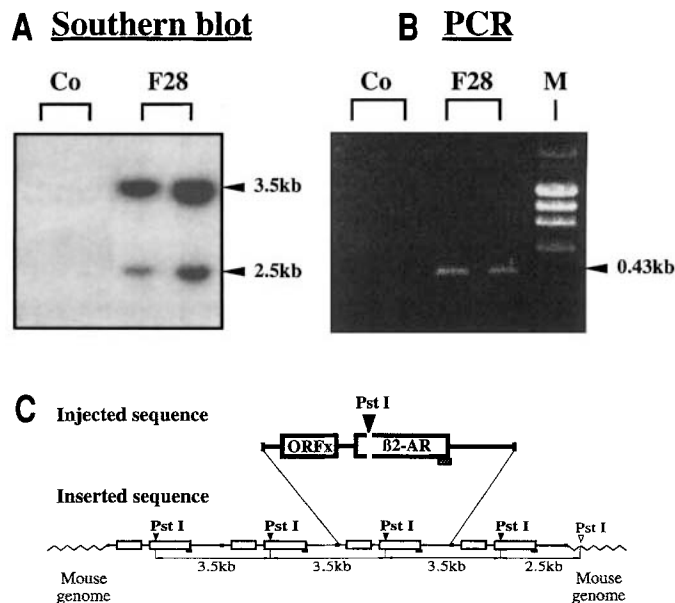 A Southern blot
B PCR
Co F28
Co F28 M
3.5kb
2.5kb
0.43kb
C Injected sequence
Pst I
ORFx ß2-AR
Inserted sequence
Pst I Pst I Pst I Pst I Pst I
3.5kb 3.5kb 3.5kb 2.5kb
Mouse genome Mouse genome